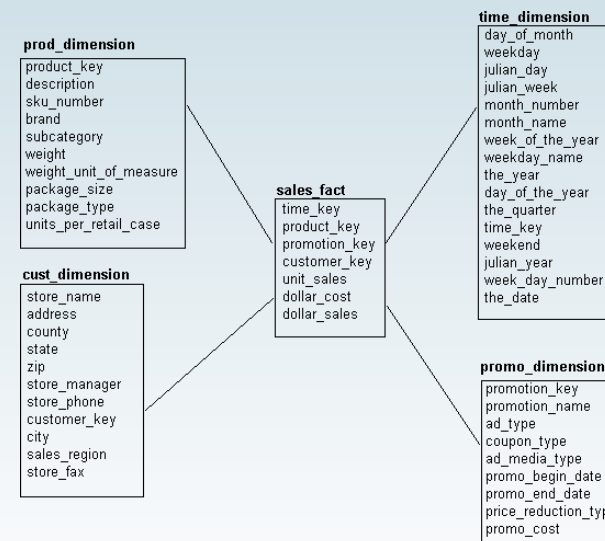 prod_dimension
product_key
description
sku_number
brand
subcategory
weight
weight_unit_of_measure
package_size
package_type
units_per_retail_case
cust_dimension
store_name
address
county
state
zip
store_manager
store_phone
customer_key
city
sales_region
store_fax
sales_fact
time_key
product_key
promotion_key
customer_key
unit_sales
dollar_cost
dollar_sales
time_dimension
day_of_month
weekday
julian_day
julian_week
month_number
month_name
week_of_the_year
weekday_name
the_year
day_of_the_year
the_quarter
time_key
weekend
julian_year
week_day_number
the_date
promo_dimension
promotion_key
promotion_name
ad_type
coupon_type
ad_media_type
promo_begin_date
promo_end_date
price_reduction_typ
promo_cost